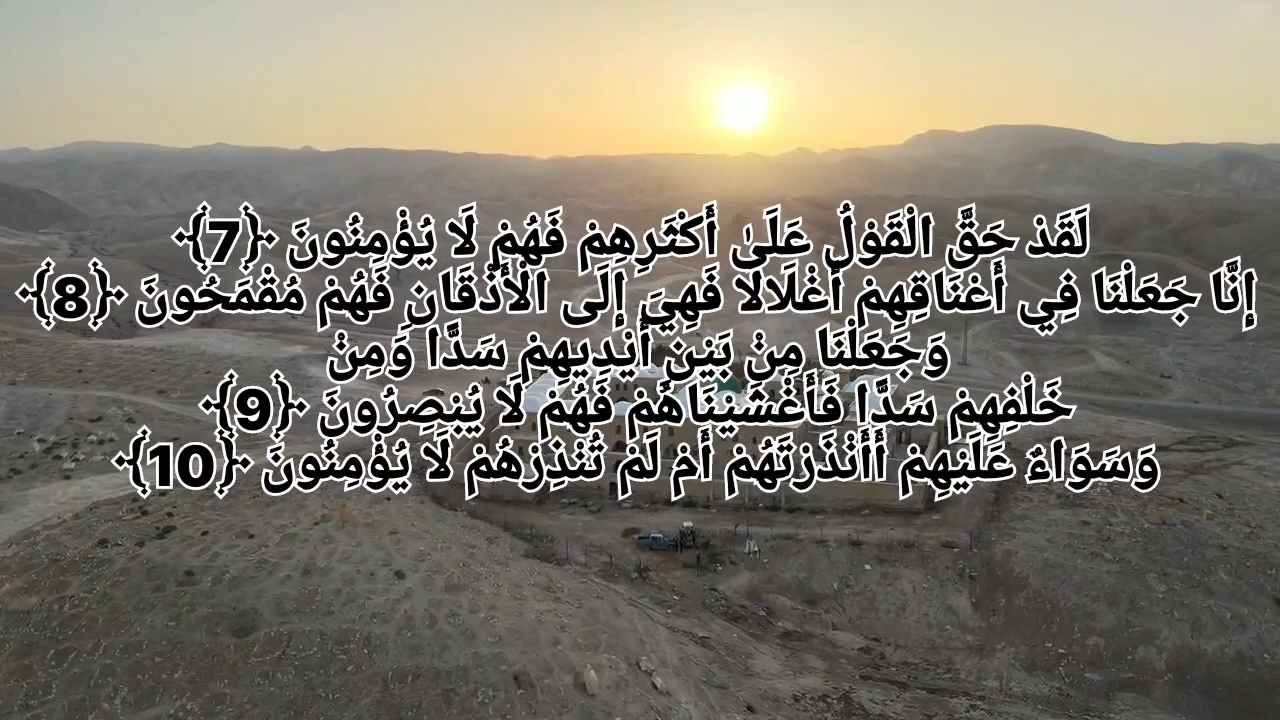 لَقَدْ حَقَّ الْقَوْلُ عَلَىٰ أَكْثَرِهِمْ فَهُمْ لَا يُؤْمِنُونَ ﴿7﴾
إِنَّا جَعَلْنَا فِي أَعْنَاقِهِمْ أَغْلَالًا فَهِيَ إِلَى الْأَذْقَانِ فَهُمْ مُقْمَحُونَ ﴿8﴾
وَجَعَلْنَا مِنْ بَيْنِ أَيْدِيهِمْ سَدًّا وَمِنْ
خَلْفِهِمْ سَدًّا فَأَغْشَيْنَاهُمْ فَهُمْ لَا يُبْصِرُونَ ﴿9﴾
وَسَوَاءٌ عَلَيْهِمْ أَأَنْذَرْتَهُمْ أَمْ لَمْ تُنْذِرْهُمْ لَا يُؤْمِنُونَ ﴿10﴾